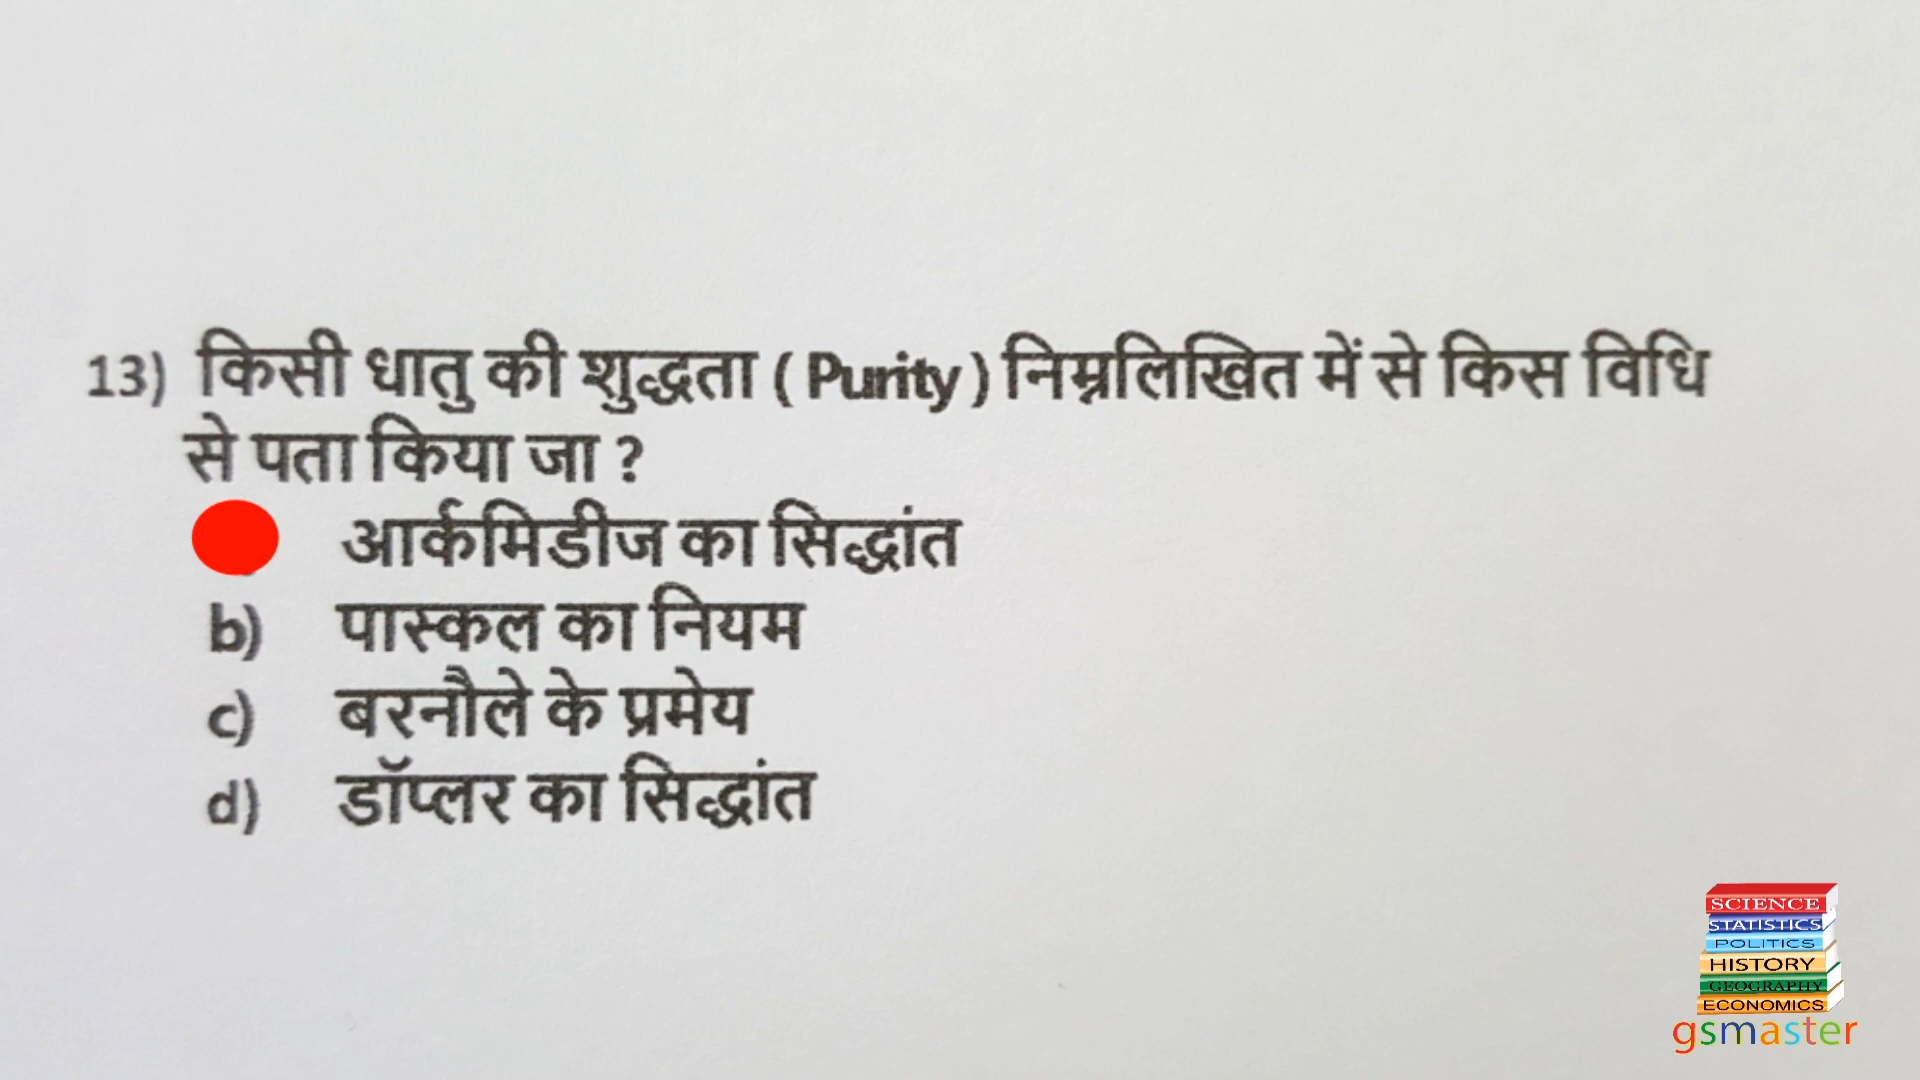 13) किसी धातु की शुद्धता ( Purity ) निम्नलिखित में से किस विधि
से पता किया जा ?
आर्कमिडीज का सिद्धांत
b) पास्कल का नियम
c) बरनौले के प्रमेय
d) डॉप्लर का सिद्धांत
SCIENCE
STATISTICS
POLITICS
HISTORY
GEOGRAPHY
ECONOMICS
gsmaster